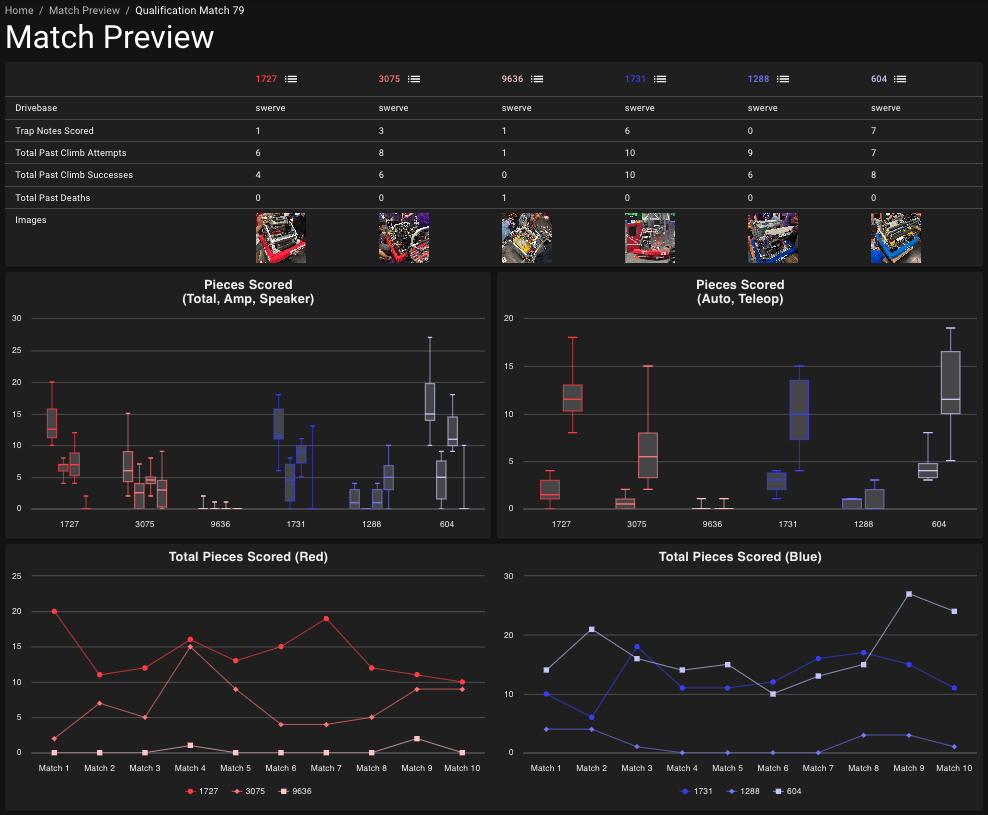 Home / Match Preview / Qualification Match 79
Match Preview
1727 3075 9636 1731 1288 604
Drivebase swerve swerve swerve swerve swerve swerve
Trap Notes Scored 1 3 1 6 0 7
Total Past Climb Attempts 6 8 1 10 9 7
Total Past Climb Successes 4 6 0 10 6 8
Total Past Deaths 0 0 1 0 0 0
Images
Pieces Scored
(Total, Amp, Speaker)
30
25
20
15
10
5
0
1727 3075 9636 1731 1288 604
Pieces Scored
(Auto, Teleop)
20
15
10
5
0
1727 3075 9636 1731 1288 604
Total Pieces Scored (Red)
25
20
15
10
5
0
Match 1 Match 2 Match 3 Match 4 Match 5 Match 6 Match 7 Match 8 Match 9 Match 10
1727 3075 9636
Total Pieces Scored (Blue)
30
20
10
0
Match 1 Match 2 Match 3 Match 4 Match 5 Match 6 Match 7 Match 8 Match 9 Match 10
1731 1288 604